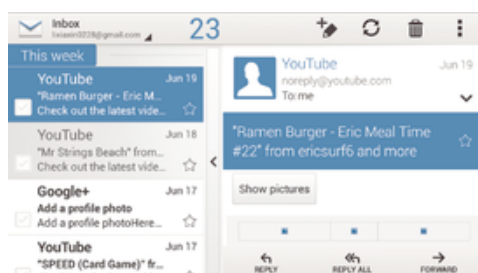 Inbox
23
This week
YouTube Jun 19
"Ramen Burger - Eric M...
Check out the latest vide...
YouTube Jun 18
"Mr Strings Beach" from...
Check out the latest vide...
Google+ Jun 17
Add a profile photo
Add a profile photoHere...
YouTube Jun 17
"SPEED (Card Game)" fr...
YouTube Jun 19
noreply@youtube.com
To: me
"Ramen Burger - Eric Meal Time
#22" from ericsurf6 and more
Show pictures
REPLY
REPLY ALL
FORWARD